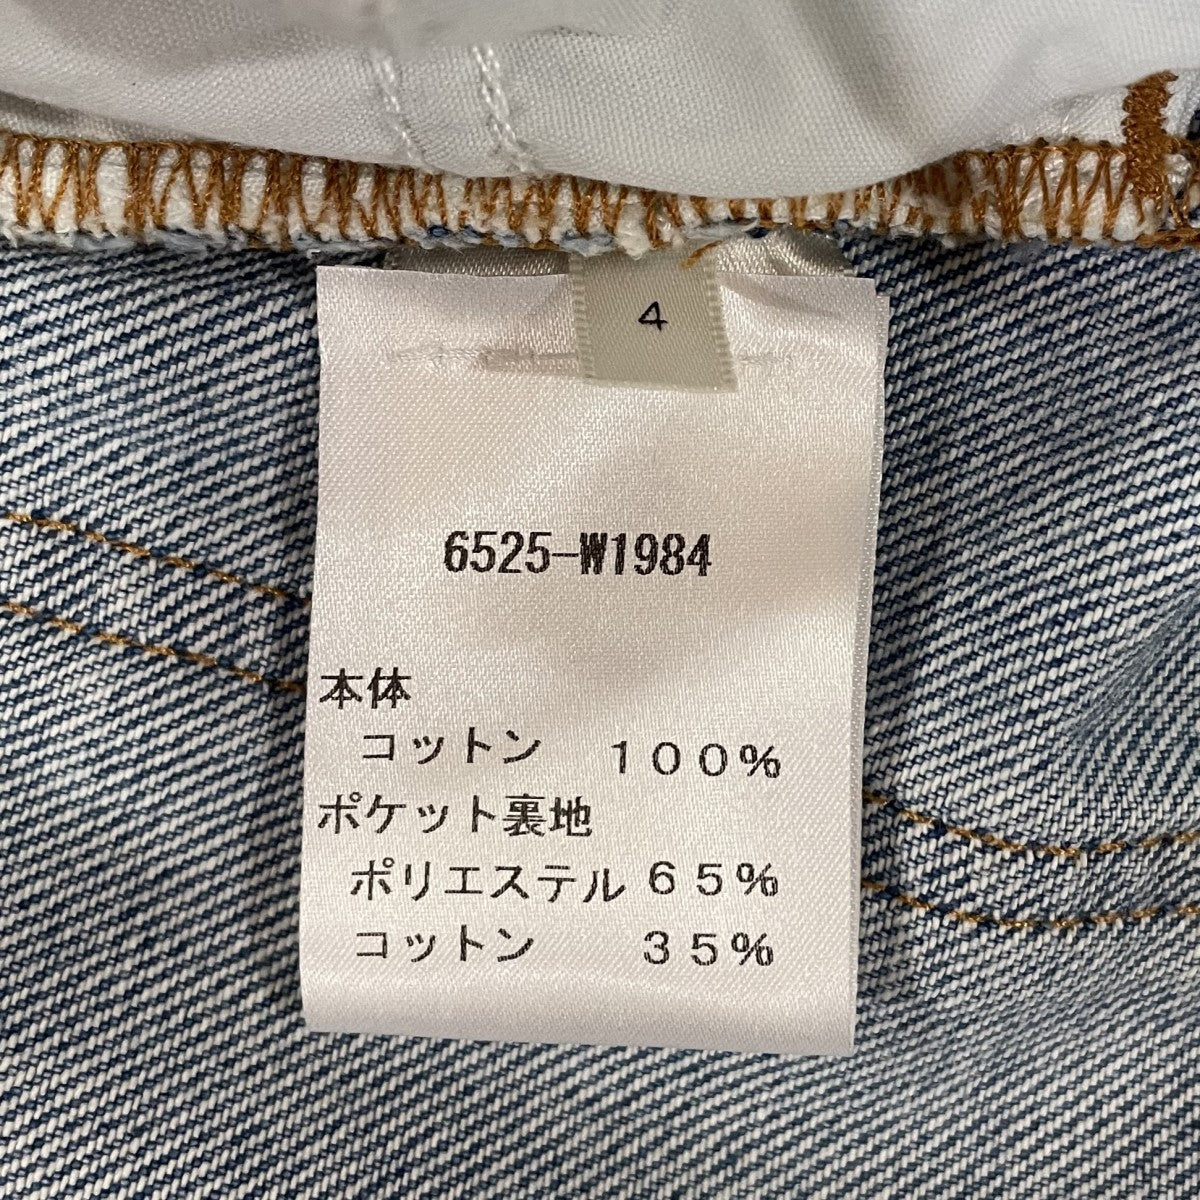 4
6525-W1984
本体
コットン １００％
ポケット裏地
ポリエステル ６５％
コットン ３５％